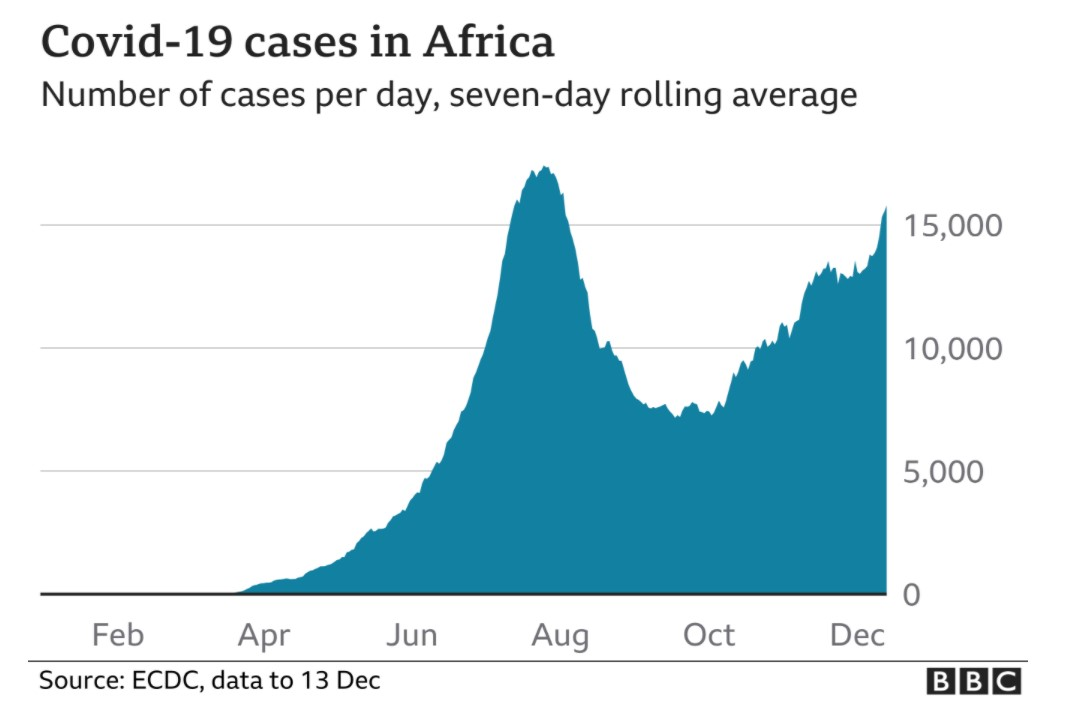 Covid-19 cases in Africa
Number of cases per day, seven-day rolling average
15,000
10,000
5,000
0
Feb Apr Jun Aug Oct Dec
Source: ECDC, data to 13 Dec
BBC